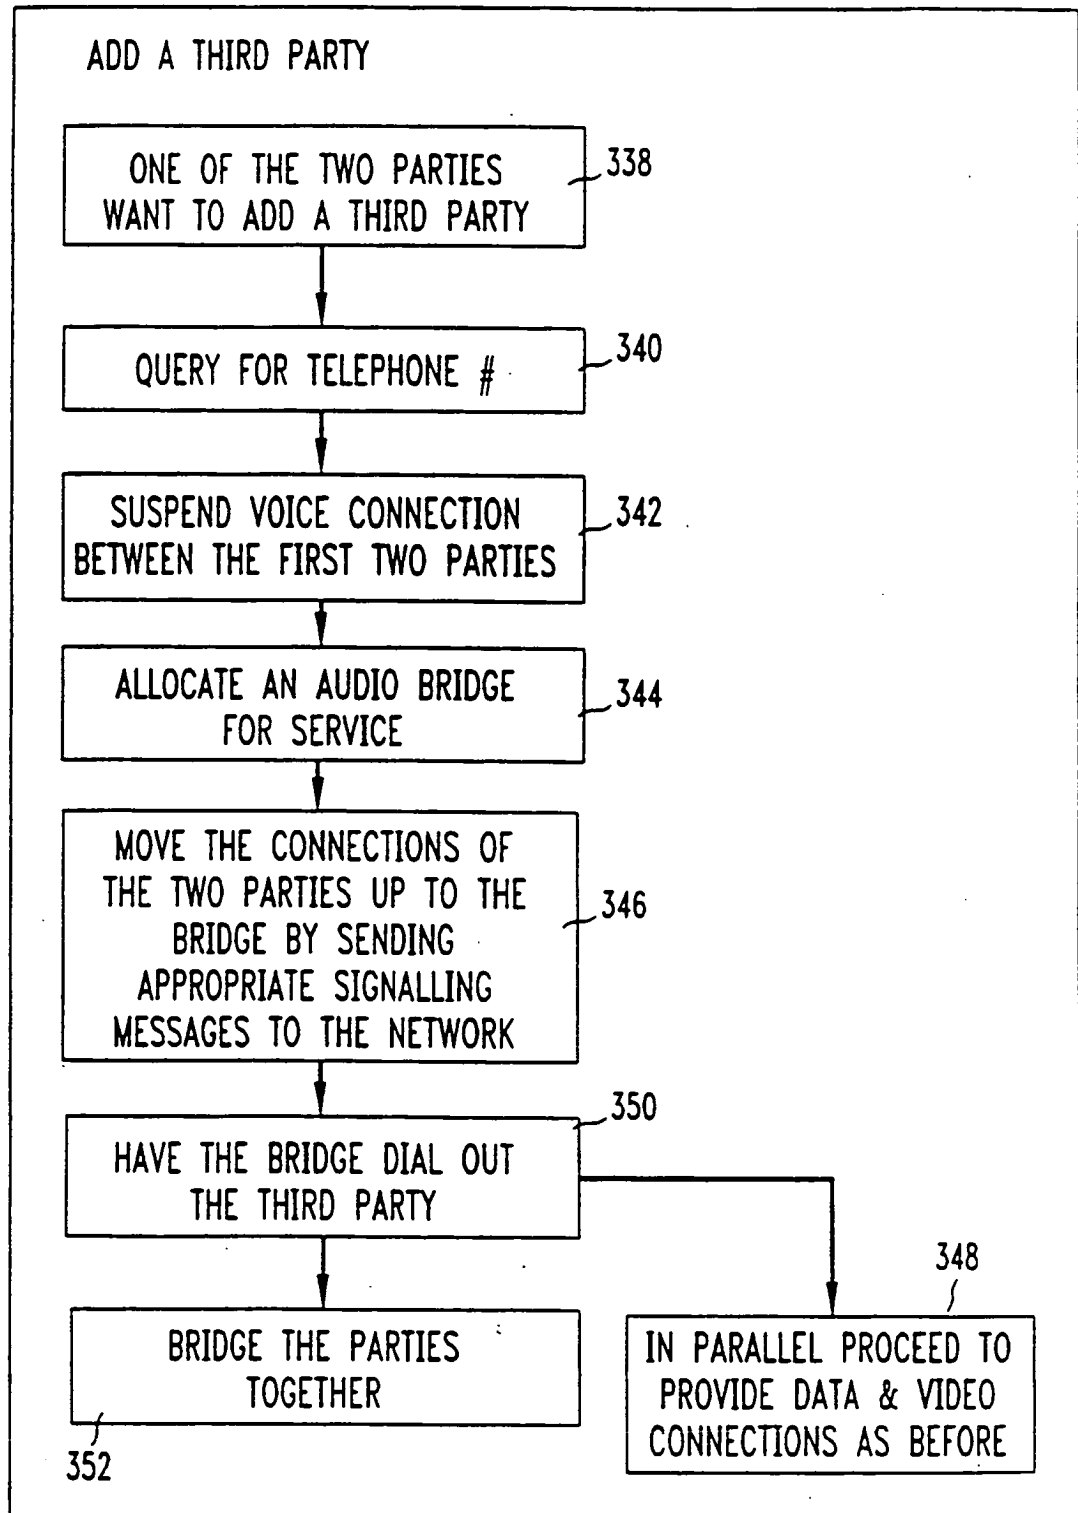 ADD A THIRD PARTY
ONE OF THE TWO PARTIES
WANT TO ADD A THIRD PARTY
338
QUERY FOR TELEPHONE #
340
SUSPEND VOICE CONNECTION
BETWEEN THE FIRST TWO PARTIES
342
ALLOCATE AN AUDIO BRIDGE
FOR SERVICE
344
MOVE THE CONNECTIONS OF
THE TWO PARTIES UP TO THE
BRIDGE BY SENDING
APPROPRIATE SIGNALLING
MESSAGES TO THE NETWORK
346
350
HAVE THE BRIDGE DIAL OUT
THE THIRD PARTY
348
BRIDGE THE PARTIES
TOGETHER
352
IN PARALLEL PROCEED TO
PROVIDE DATA & VIDEO
CONNECTIONS AS BEFORE